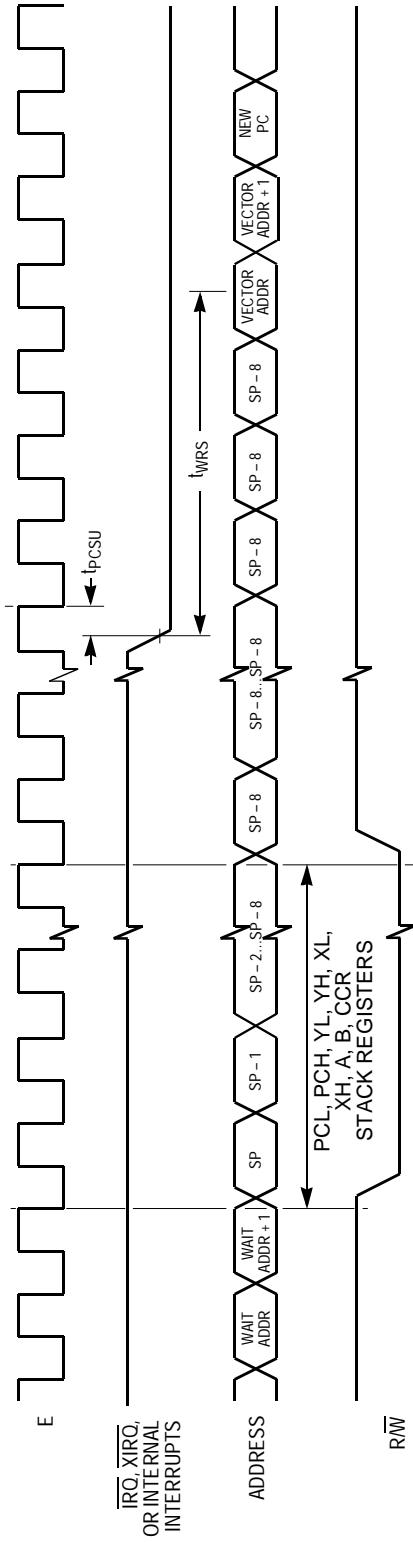 E
IRQ, XIRQ,
OR INTERNAL
INTERRUPTS
ADDRESS
R/W
tPCSU
tWRS
WAIT
ADDR
WAIT
ADDR + 1
SP
SP – 1
SP – 2...SP – 8
SP – 8
SP – 8...SP – 8
SP – 8
SP – 8
SP – 8
VECTOR
ADDR
VECTOR
ADDR + 1
NEW
PC
PCL, PCH, YL, YH, XL,
XH, A, B, CCR
STACK REGISTERS